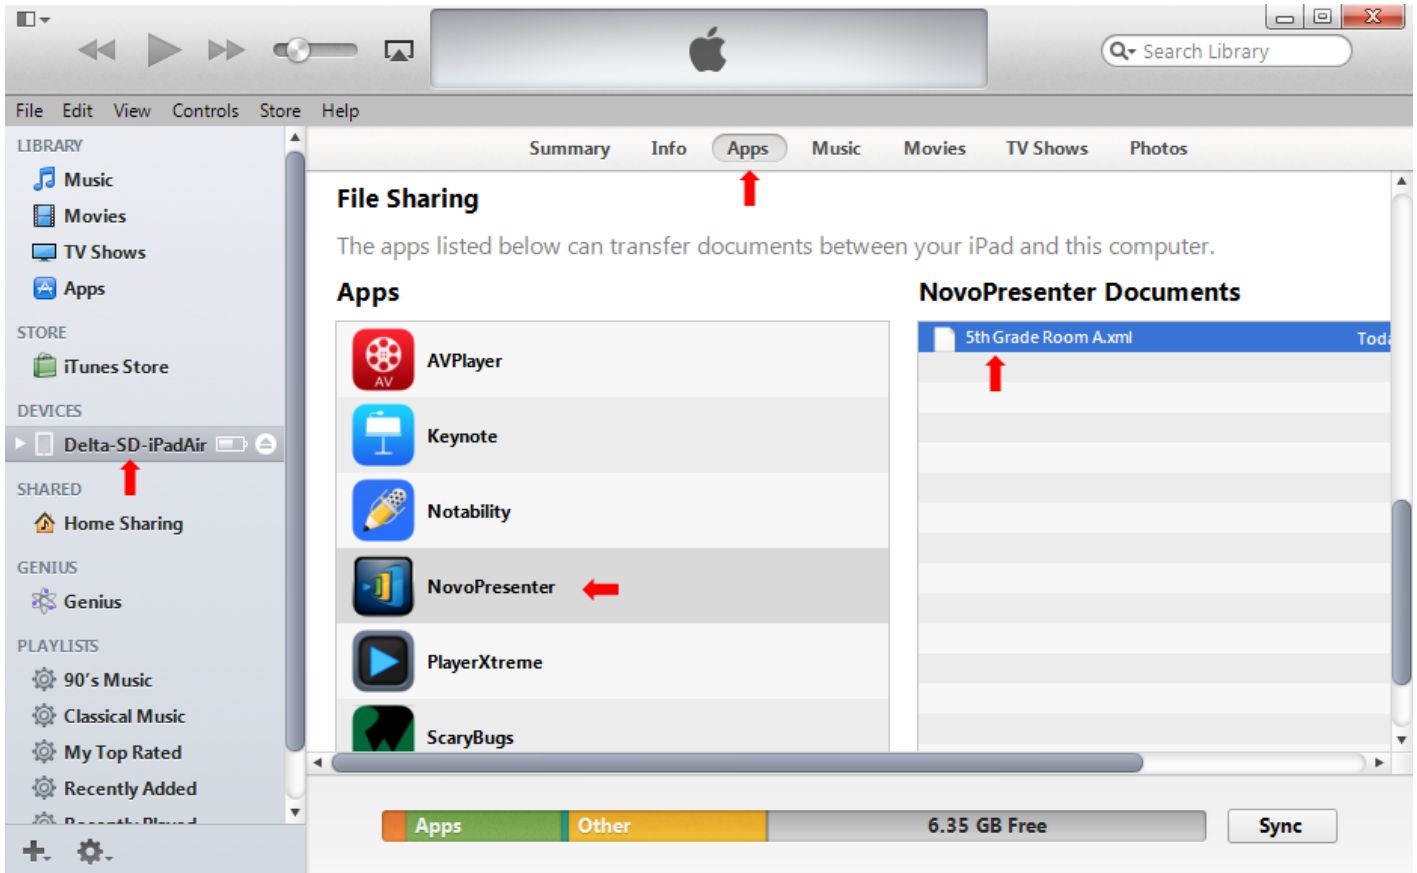 Search Library
File Edit View Controls Store Help
LIBRARY
Music
Movies
TV Shows
Apps
STORE
iTunes Store
DEVICES
Delta-SD-iPadAir
SHARED
Home Sharing
GENIUS
Genius
PLAYLISTS
90's Music
Classical Music
My Top Rated
Recently Added
Summary Info Apps Music Movies TV Shows Photos
File Sharing
The apps listed below can transfer documents between your iPad and this computer.
Apps
AV
AVPlayer
Keynote
Notability
NovoPresenter
PlayerXtreme
ScaryBugs
NovoPresenter Documents
5th Grade Room A.xml Toda
Apps Other 6.35 GB Free Sync